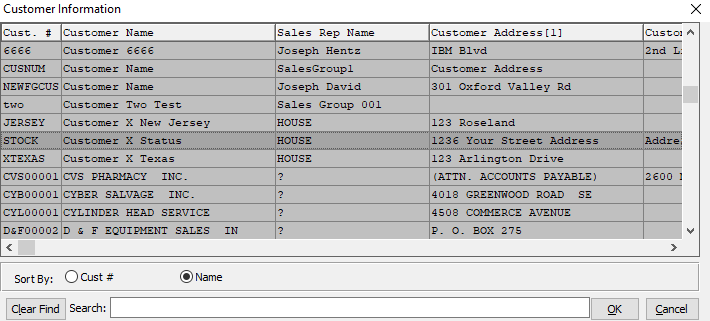 Customer Information
Cust. # Customer Name Sales Rep Name Customer Address[1] Custon
6666 Customer 6666 Joseph Hentz IBM Blvd 2nd Li
CUSNUM Customer Name SalesGroup1 Customer Address
NEWFGCUS Customer Name Joseph David 301 Oxford Valley Rd
two Customer Two Test Sales Group 001
JERSEY Customer X New Jersey HOUSE 123 Roseland
STOCK Customer X Status HOUSE 1236 Your Street Address Addre
XTEXAS Customer X Texas HOUSE 123 Arlington Drive
CVS00001 CVS PHARMACY INC. ? (ATTN. ACCOUNTS PAYABLE) 2600
CYB00001 CYBER SALVAGE INC. ? 4018 GREENWOOD ROAD SE
CYL00001 CYLINDER HEAD SERVICE ? 4508 COMMERCE AVENUE
D&F00002 D & F EQUIPMENT SALES IN ? P. O. BOX 275
Sort By: Cust # Name
Clear Find Search: OK Cancel